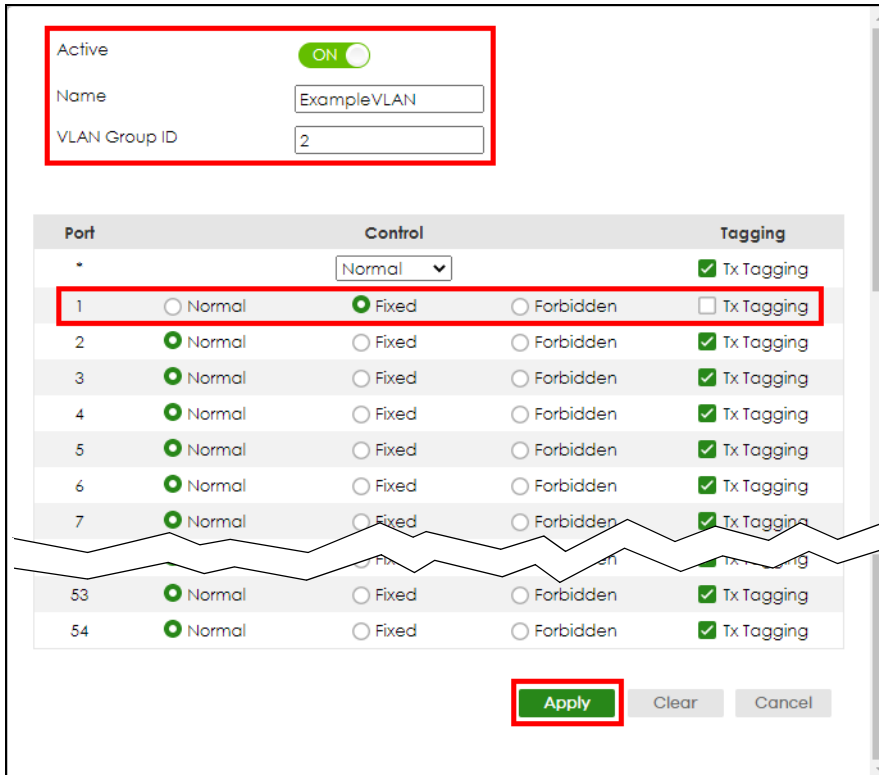 Active ON
Name ExampleVLAN
VLAN Group ID 2
Port Control Tagging
* Normal Tx Tagging
1 Normal Fixed Forbidden Tx Tagging
2 Normal Fixed Forbidden Tx Tagging
3 Normal Fixed Forbidden Tx Tagging
4 Normal Fixed Forbidden Tx Tagging
5 Normal Fixed Forbidden Tx Tagging
6 Normal Fixed Forbidden Tx Tagging
7 Normal Fixed Forbidden Tx Tagging
53 Normal Fixed Forbidden Tx Tagging
54 Normal Fixed Forbidden Tx Tagging
Apply Clear Cancel